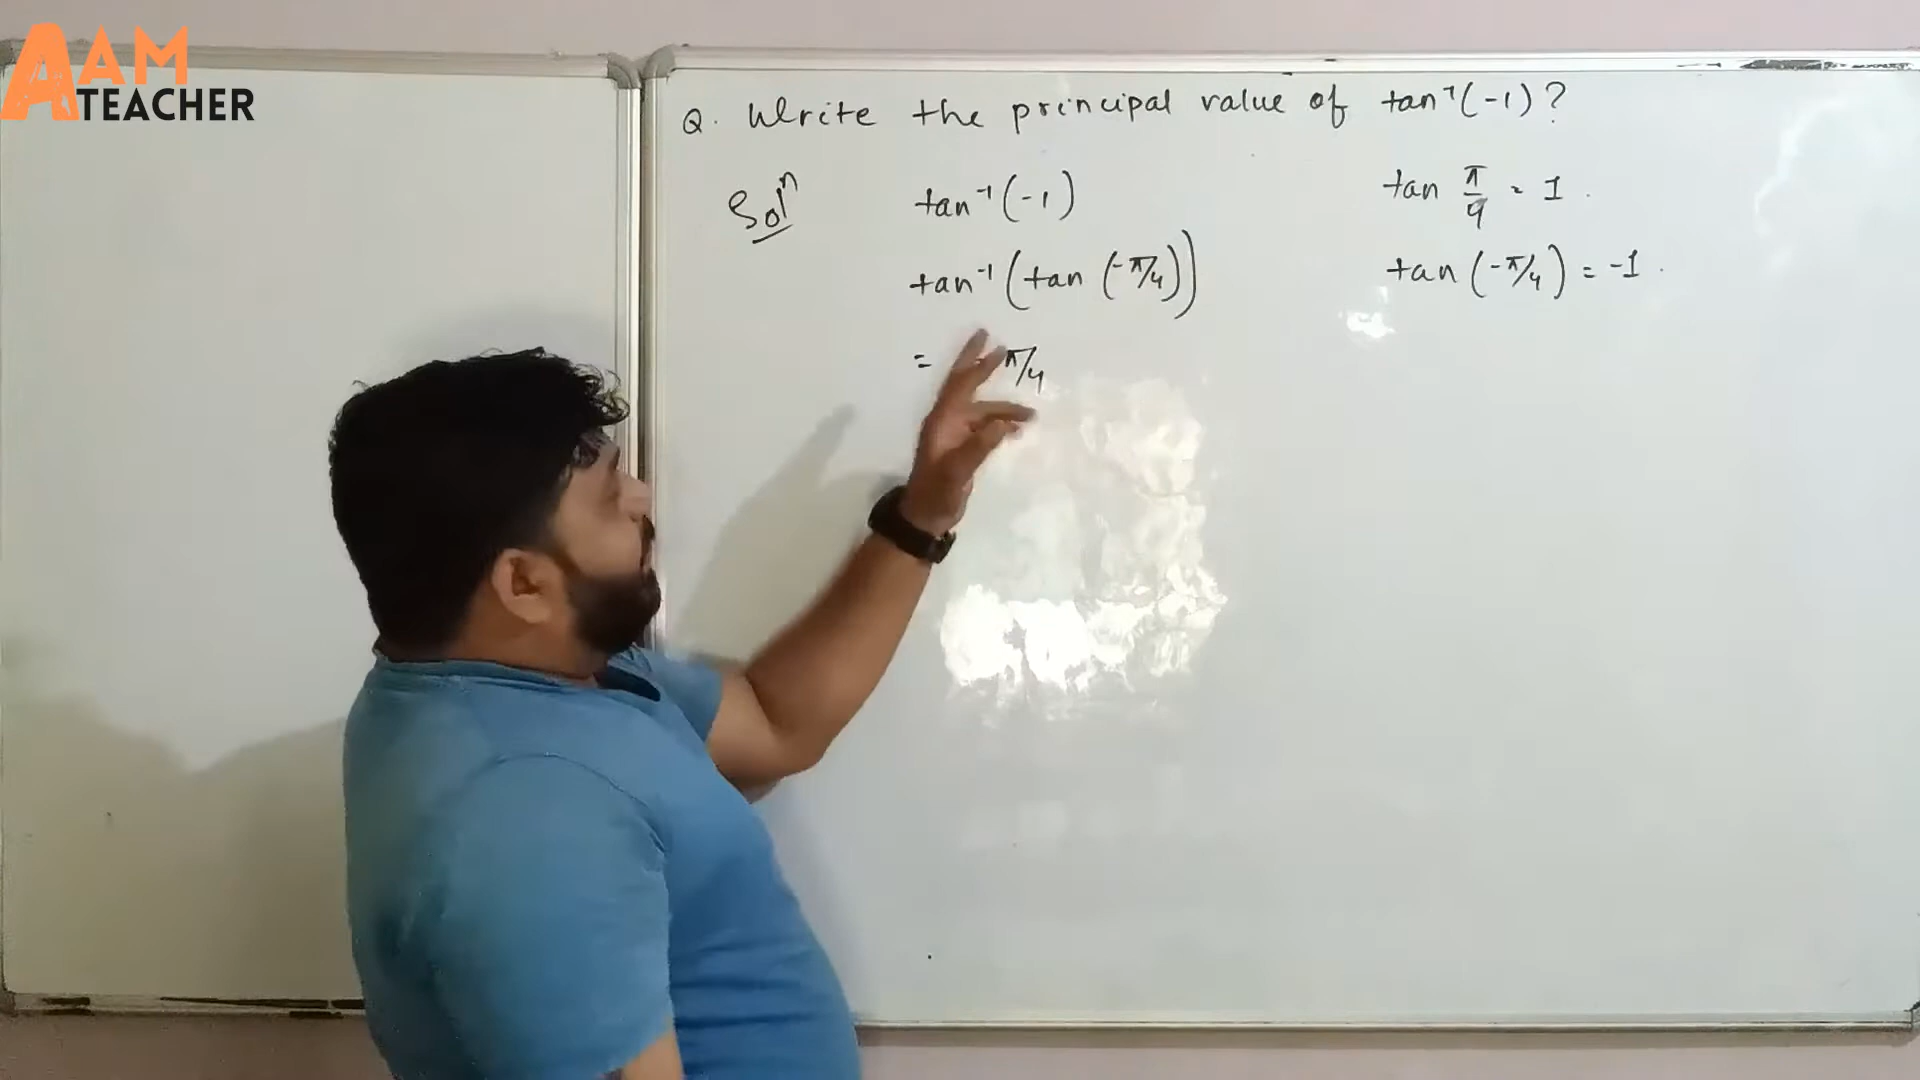 AAM
TEACHER
Q. Write the principal value of tan⁻¹(-1)?
Solⁿ
tan⁻¹(-1)
tan⁻¹(tan(-π/4))
= -π/4
tan π/4 = 1.
tan(-π/4) = -1.